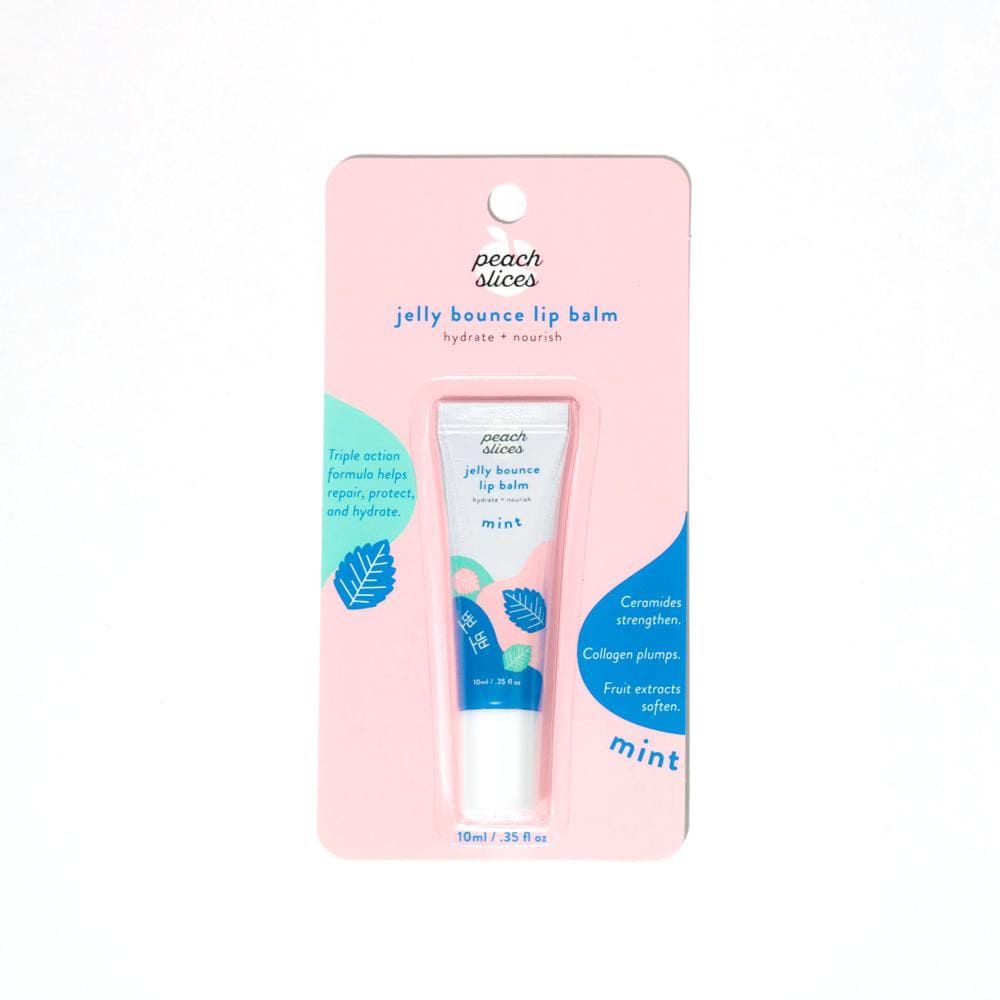 peach
slices
jelly bounce lip balm
hydrate + nourish
Triple action
formula helps
repair, protect,
and hydrate.
peach
slices
jelly bounce
lip balm
hydrate + nourish
mint
10ml / .35 fl oz
Ceramides
strengthen.
Collagen plumps.
Fruit extracts
soften.
mint
10ml / .35 fl oz